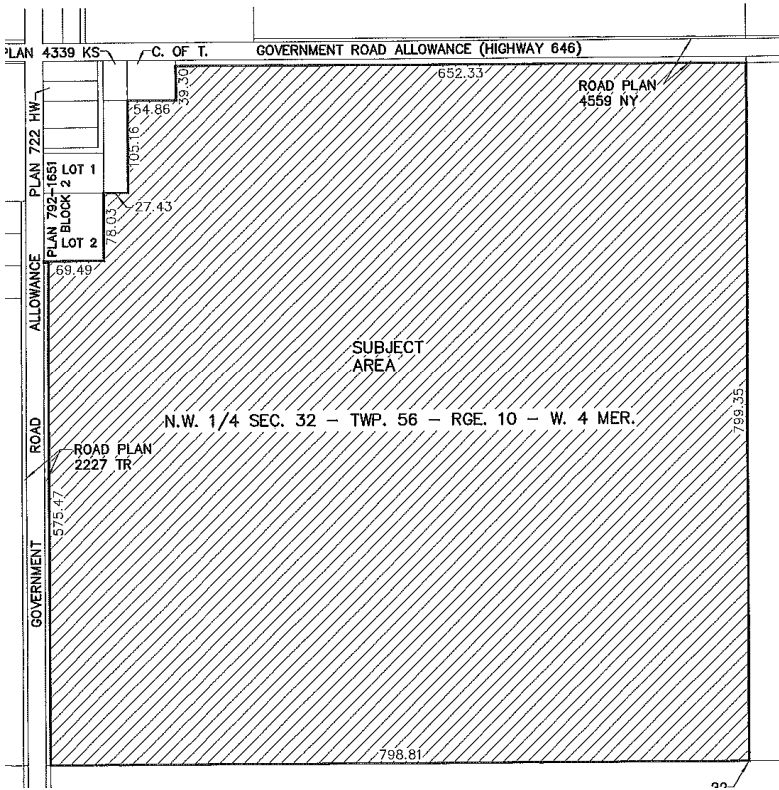 PLAN 4339 KS
C. OF T.
GOVERNMENT ROAD ALLOWANCE (HIGHWAY 646)
652.33
ROAD PLAN
4559 NY
39.30
54.86
105.16
PLAN 722 HW
PLAN 792-1651
BLOCK 2
LOT 1
LOT 2
27.43
78.03
69.49
GOVERNMENT ROAD ALLOWANCE
SUBJECT
AREA
N.W. 1/4 SEC. 32 - TWP. 56 - RGE. 10 - W. 4 MER.
799.35
ROAD PLAN
2227 TR
575.47
798.81